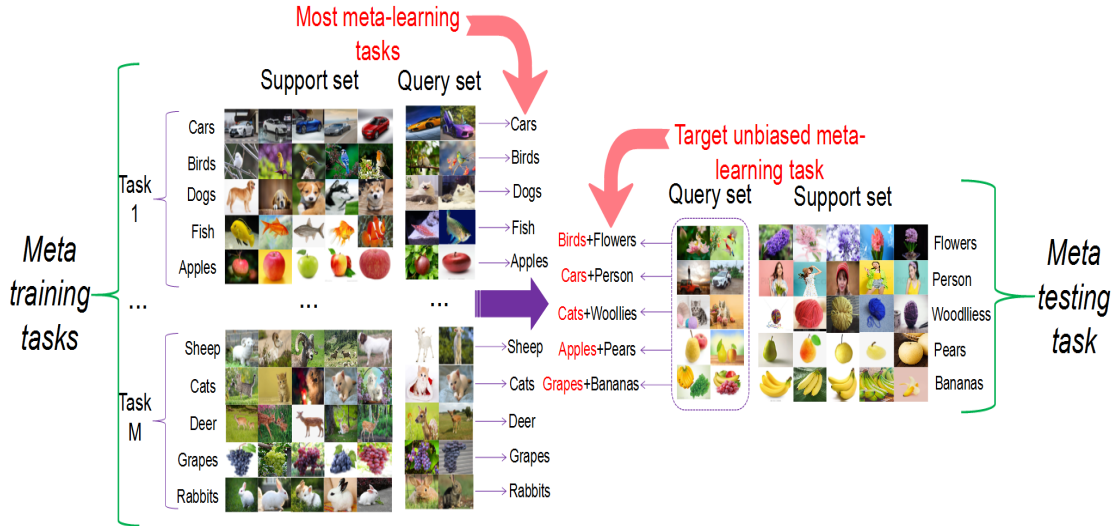 Most meta-learning
tasks
Support set
Query set
Meta
training
tasks
Task
1
Cars
Birds
Dogs
Fish
Apples
Cars
Birds
Dogs
Fish
Apples
...
...
...
Task
M
Sheep
Cats
Deer
Grapes
Rabbits
Sheep
Cats
Deer
Grapes
Rabbits
Target unbiased meta-
learning task
Query set
Support set
Birds+Flowers
Cars+Person
Cats+Woollies
Apples+Pears
Grapes+Bananas
Flowers
Person
Woodlliess
Pears
Bananas
Meta
testing
task